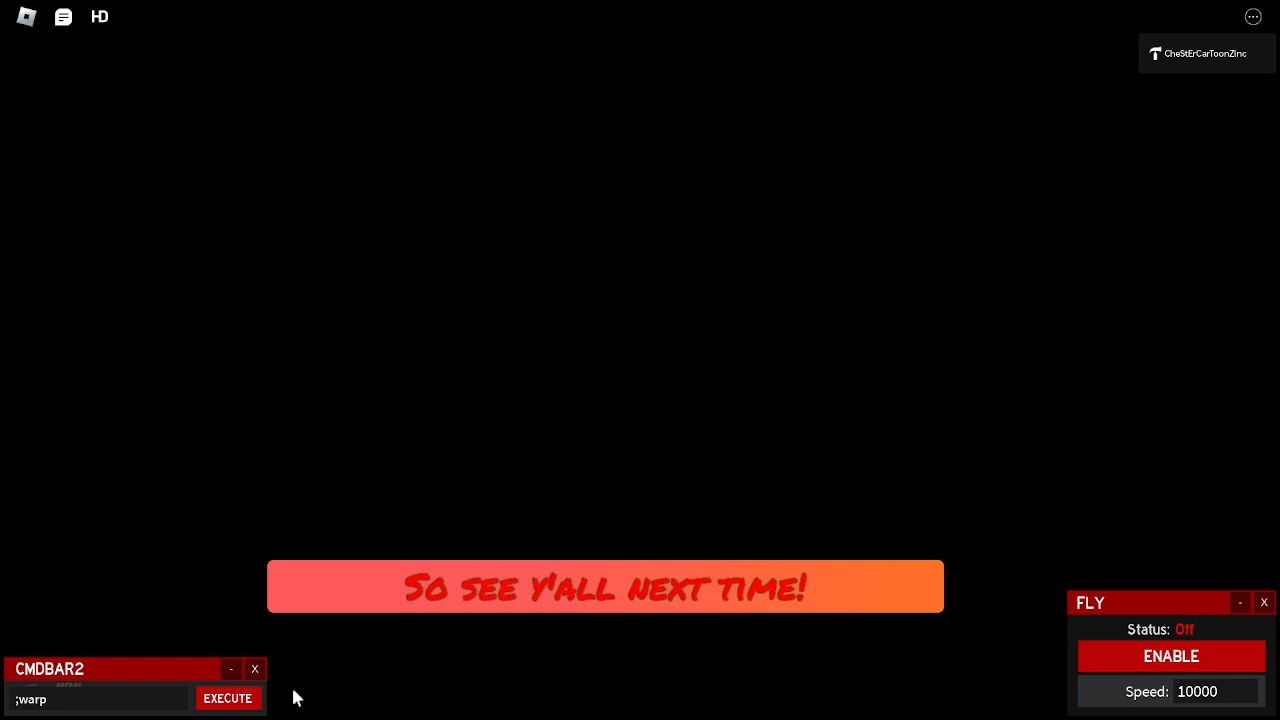 HD
CheStErCarToonZInc
So see y'all next time!
FLY
-
X
Status: Off
ENABLE
Speed: 10000
CMDBAR2
-
X
;warp
EXECUTE